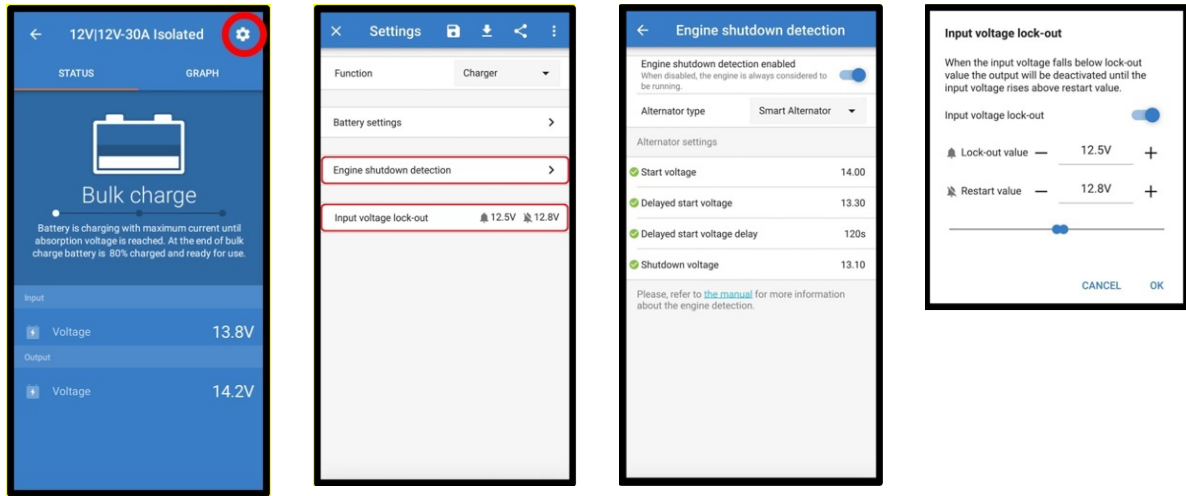 12V|12V-30A Isolated
STATUS
GRAPH
Bulk charge
Battery is charging with maximum current until
absorption voltage is reached. At the end of bulk
charge battery is 80% charged and ready for use.
Input
Voltage 13.8V
Output
Voltage 14.2V
Settings
Function Charger
Battery settings
Engine shutdown detection
Input voltage lock-out 12.5V 12.8V
Engine shutdown detection
Engine shutdown detection enabled
When disabled, the engine is always considered to
be running.
Alternator type Smart Alternator
Alternator settings
Start voltage 14.00
Delayed start voltage 13.30
Delayed start voltage delay 120s
Shutdown voltage 13.10
Please, refer to the manual for more information
about the engine detection.
Input voltage lock-out
When the input voltage falls below lock-out
value the output will be deactivated until the
input voltage rises above restart value.
Input voltage lock-out
Lock-out value — 12.5V +
Restart value — 12.8V +
CANCEL OK